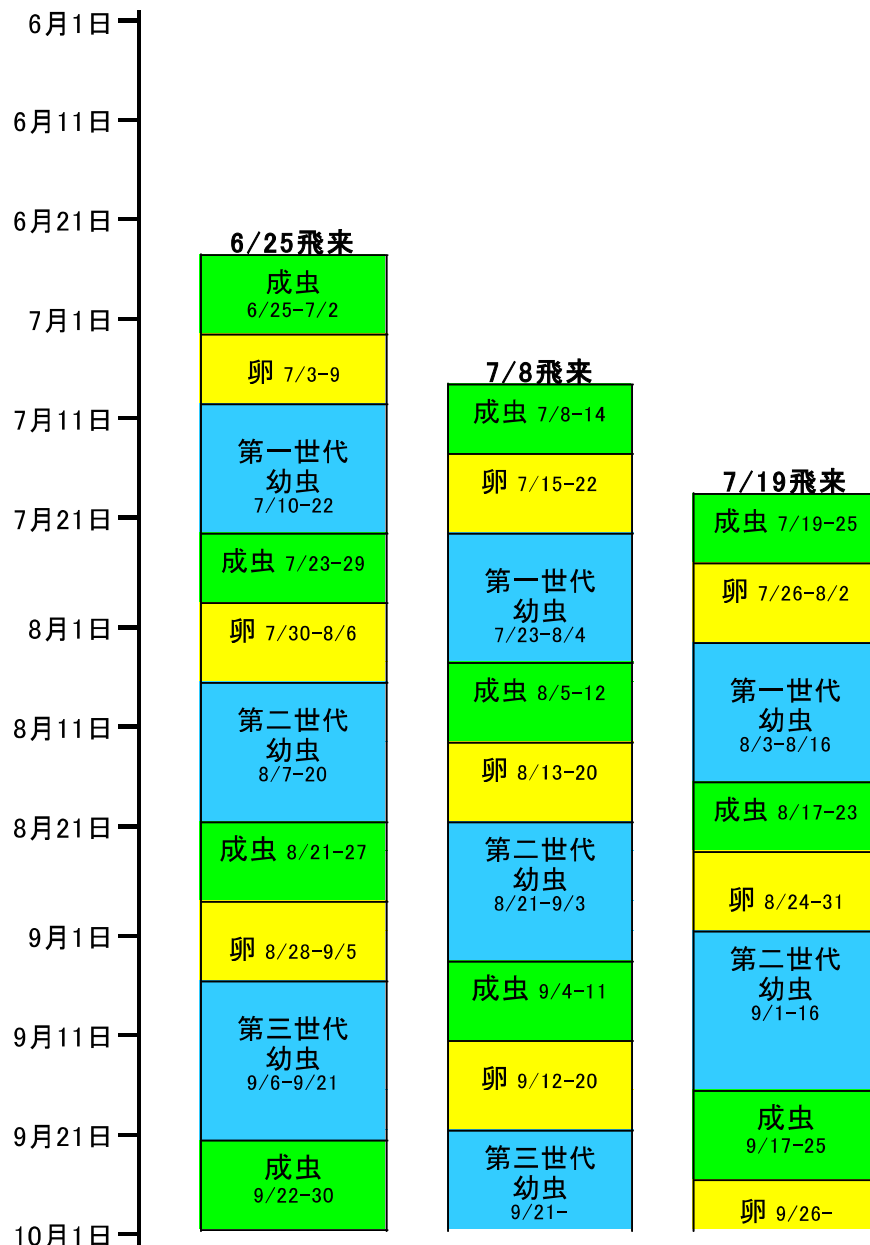 6月1日
6月11日
6月21日
7月1日
7月11日
7月21日
8月1日
8月11日
8月21日
9月1日
9月11日
9月21日
10月1日
6/25飛来
成虫
6/25-7/2
卵 7/3-9
第一世代
幼虫
7/10-22
成虫 7/23-29
卵 7/30-8/6
第二世代
幼虫
8/7-20
成虫 8/21-27
卵 8/28-9/5
第三世代
幼虫
9/6-9/21
成虫
9/22-30
7/8飛来
成虫 7/8-14
卵 7/15-22
第一世代
幼虫
7/23-8/4
成虫 8/5-12
卵 8/13-20
第二世代
幼虫
8/21-9/3
成虫 9/4-11
卵 9/12-20
第三世代
幼虫
9/21-
7/19飛来
成虫 7/19-25
卵 7/26-8/2
第一世代
幼虫
8/3-8/16
成虫 8/17-23
卵 8/24-31
第二世代
幼虫
9/1-16
成虫
9/17-25
卵 9/26-